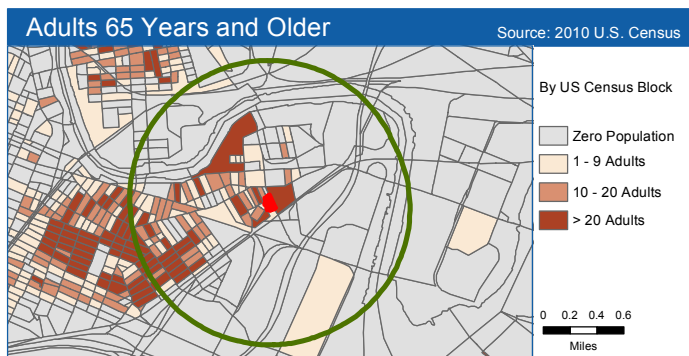 Adults 65 Years and Older
Source: 2010 U.S. Census
By US Census Block
Zero Population
1 - 9 Adults
10 - 20 Adults
> 20 Adults
0 0.2 0.4 0.6
Miles